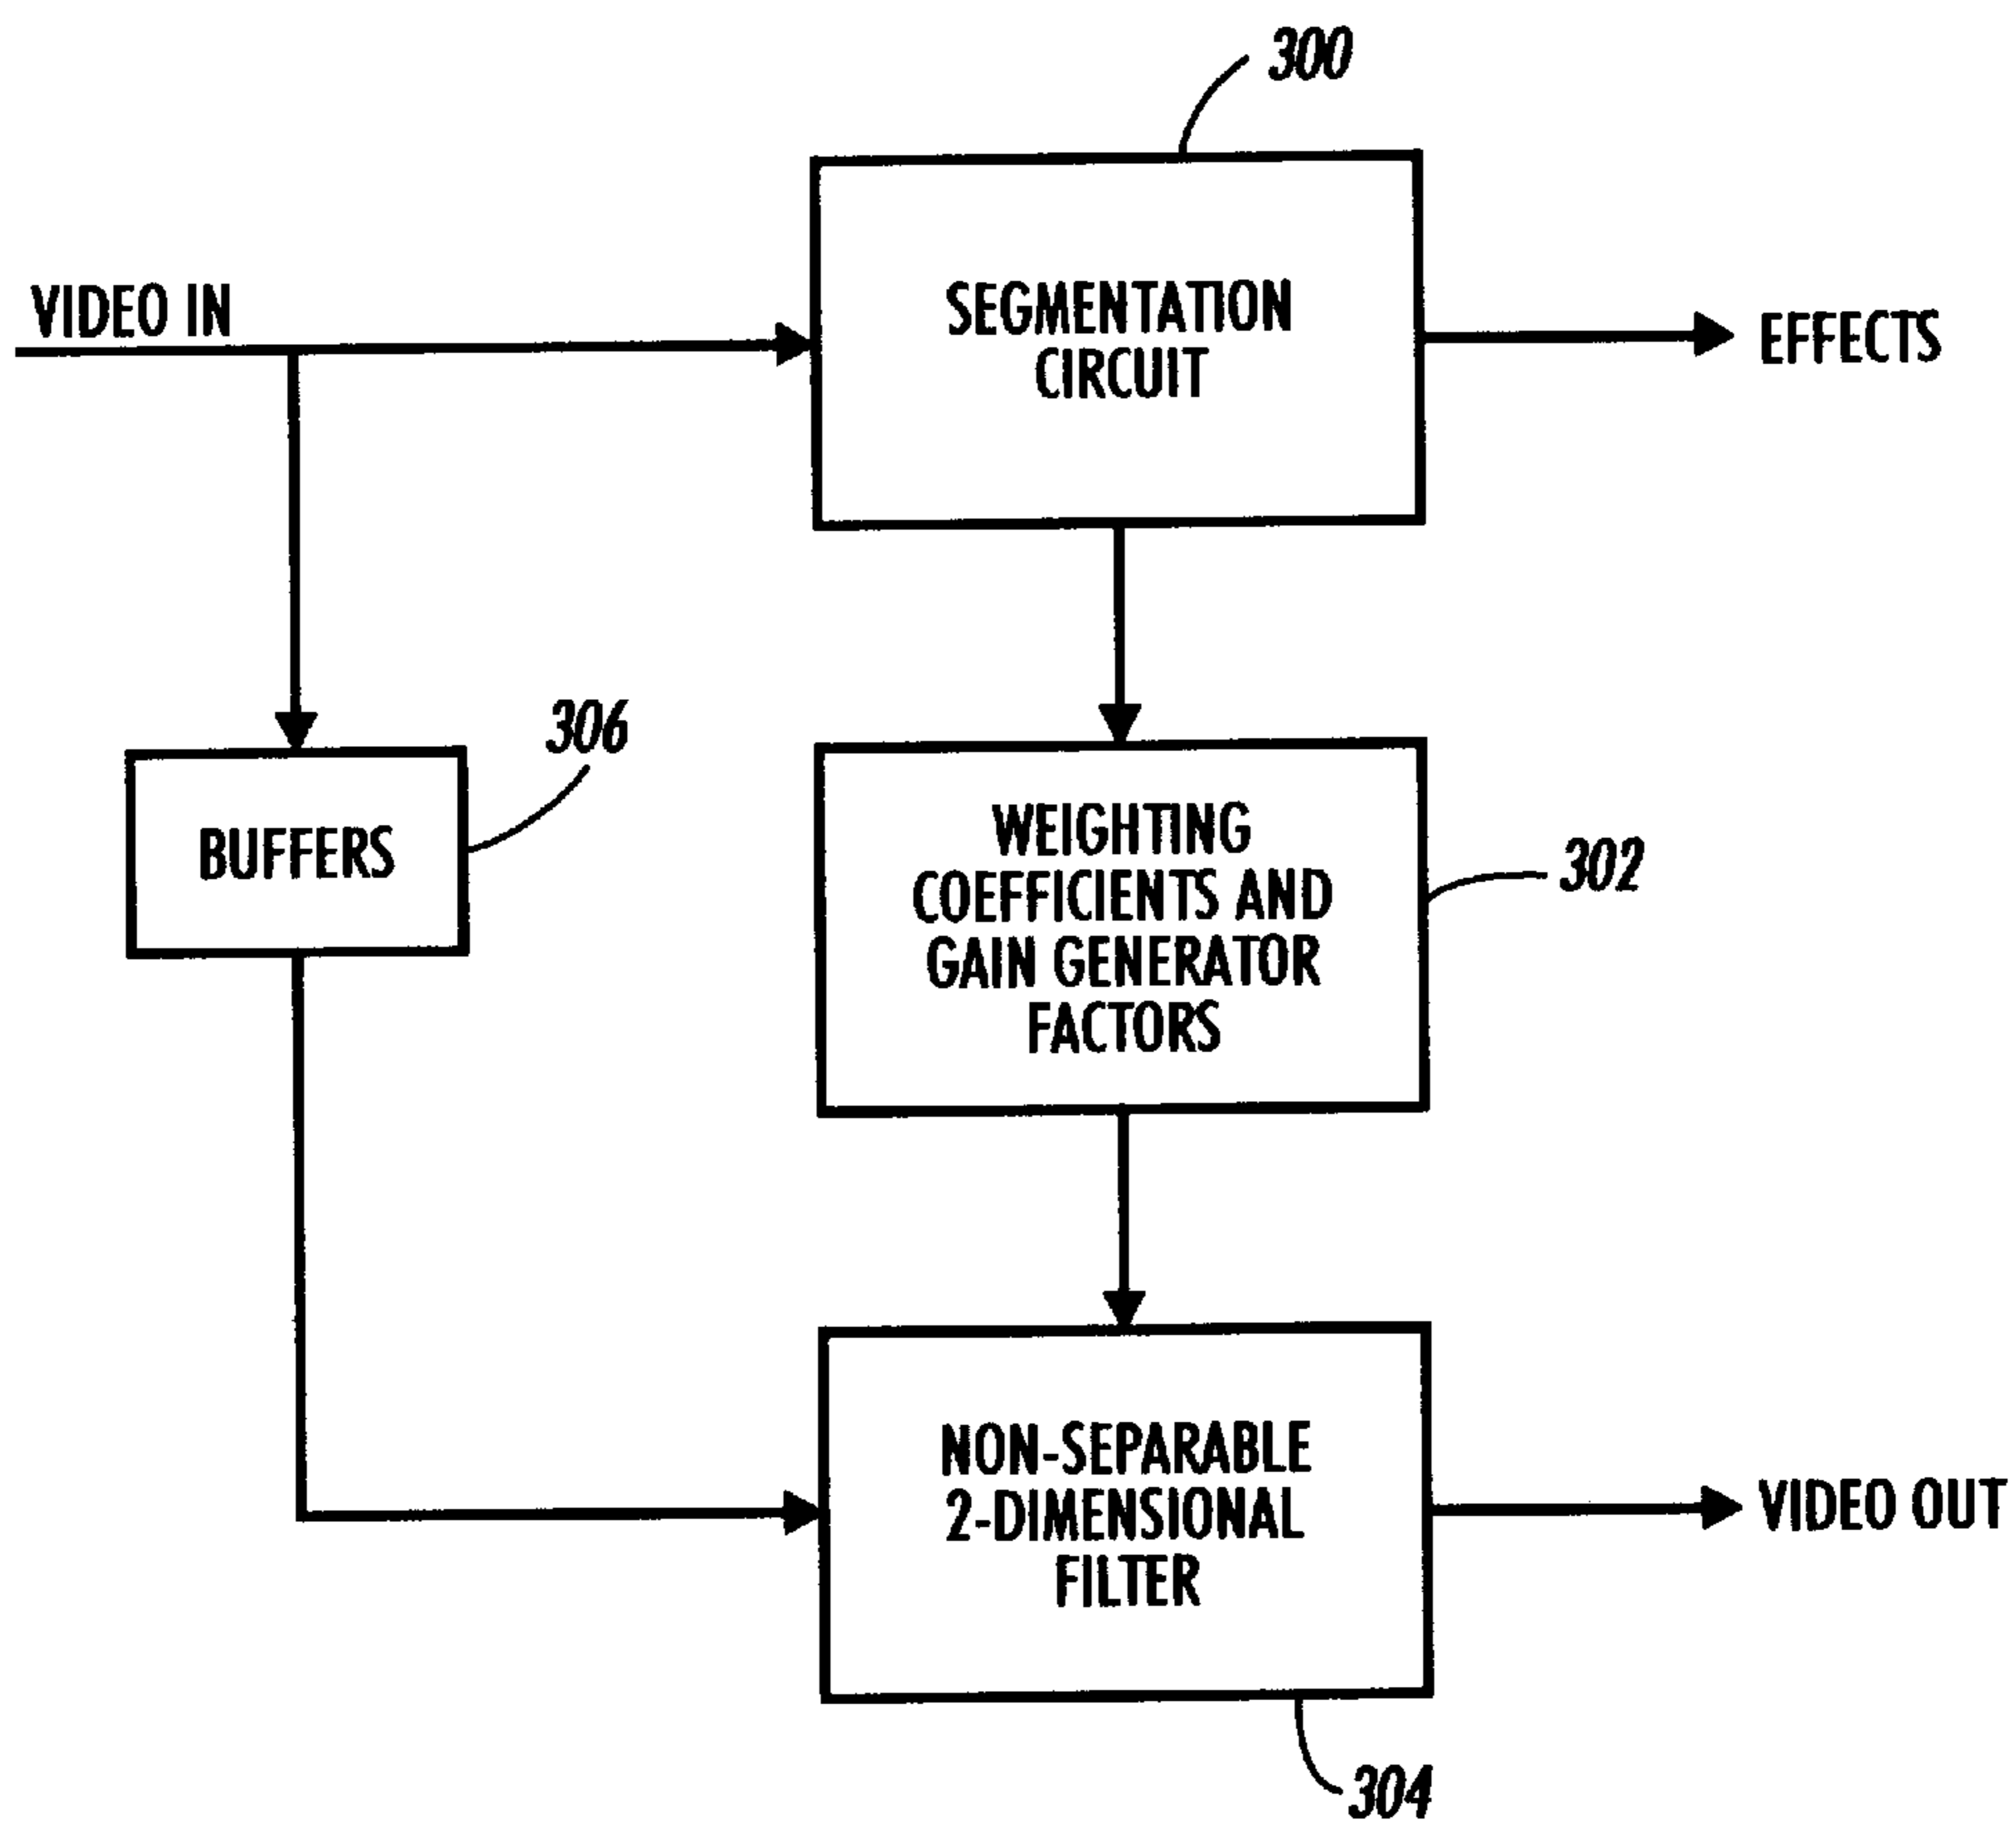 300
VIDEO IN
SEGMENTATION
CIRCUIT
EFFECTS
306
BUFFERS
WEIGHTING
COEFFICIENTS AND
GAIN GENERATOR
FACTORS
302
NON-SEPARABLE
2-DIMENSIONAL
FILTER
VIDEO OUT
304